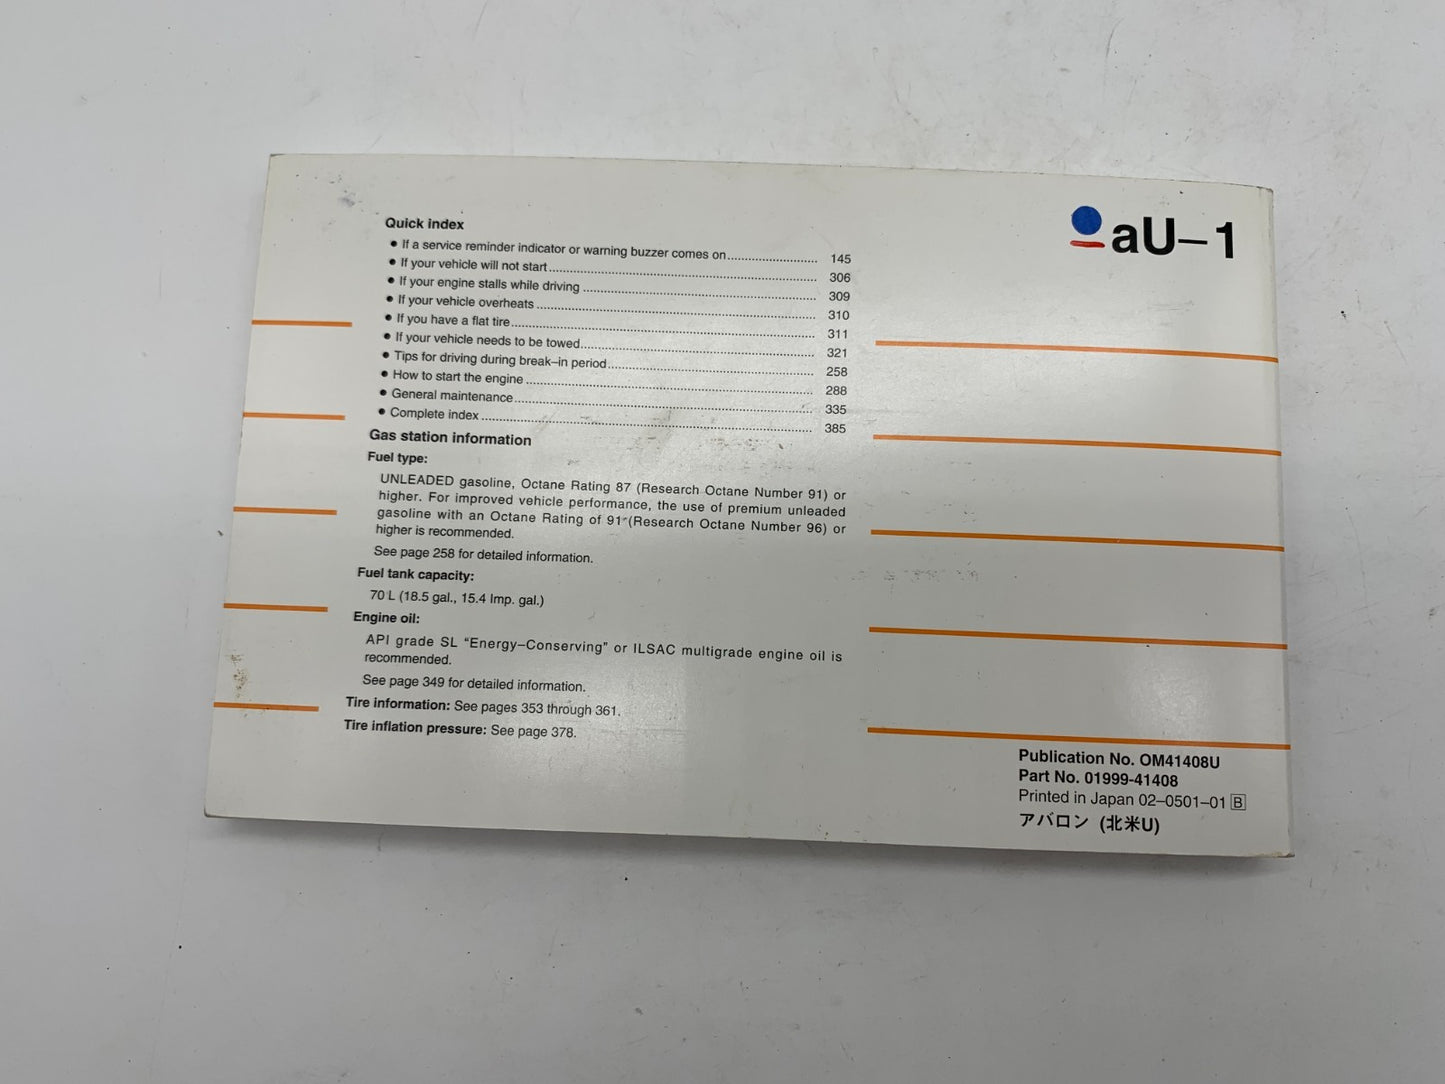 aU–1
Quick index
● If a service reminder indicator or warning buzzer comes on .......................... 145
● If your vehicle will not start .......................... 306
● If your engine stalls while driving .......................... 309
● If your vehicle overheats .......................... 310
● If you have a flat tire .......................... 311
● If your vehicle needs to be towed .......................... 321
● Tips for driving during break–in period .......................... 258
● How to start the engine .......................... 288
● General maintenance .......................... 335
● Complete index .......................... 385
Gas station information
Fuel type:
UNLEADED gasoline, Octane Rating 87 (Research Octane Number 91) or
higher. For improved vehicle performance, the use of premium unleaded
gasoline with an Octane Rating of 91 (Research Octane Number 96) or
higher is recommended.
See page 258 for detailed information.
Fuel tank capacity:
70 L (18.5 gal., 15.4 Imp. gal.)
Engine oil:
API grade SL “Energy–Conserving” or ILSAC multigrade engine oil is
recommended.
See page 349 for detailed information.
Tire information: See pages 353 through 361.
Tire inflation pressure: See page 378.
Publication No. OM41408U
Part No. 01999-41408
Printed in Japan 02–0501–01 B
アバロン (北米U)